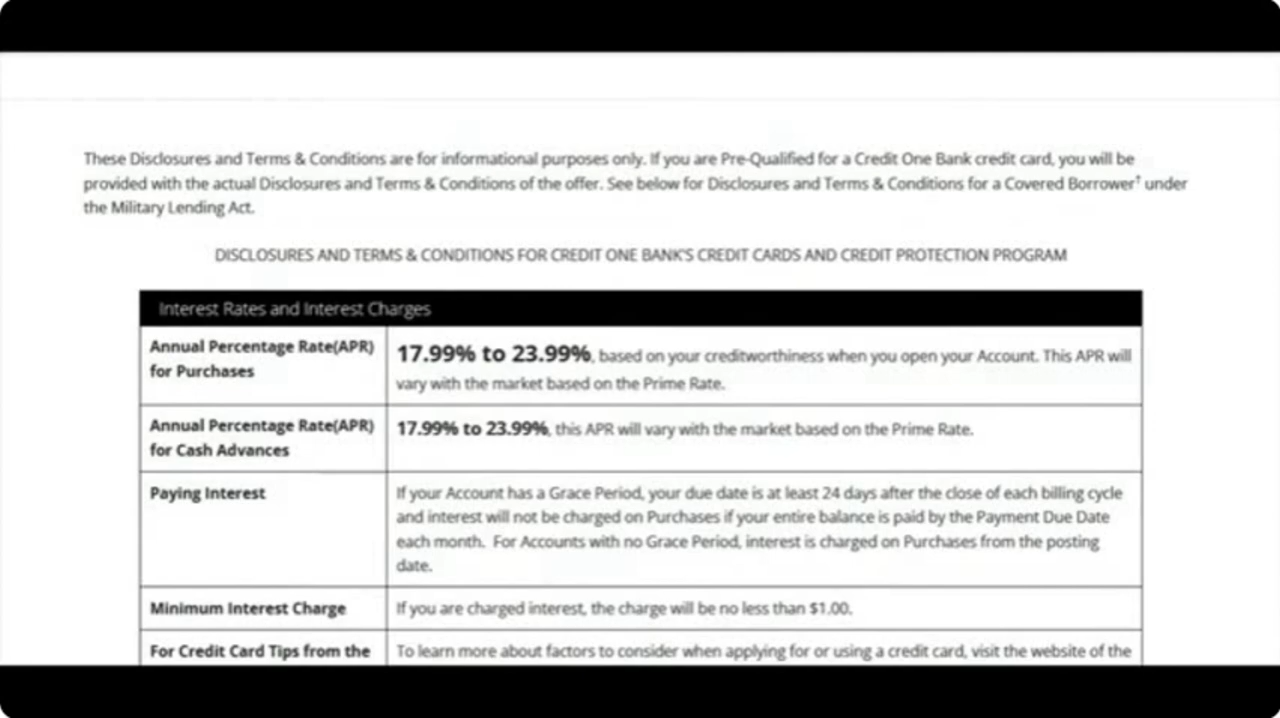 These Disclosures and Terms & Conditions are for informational purposes only. If you are Pre-Qualified for a Credit One Bank credit card, you will be
provided with the actual Disclosures and Terms & Conditions of the offer. See below for Disclosures and Terms & Conditions for a Covered Borrower† under
the Military Lending Act.
DISCLOSURES AND TERMS & CONDITIONS FOR CREDIT ONE BANK'S CREDIT CARDS AND CREDIT PROTECTION PROGRAM
Interest Rates and Interest Charges
Annual Percentage Rate(APR)
for Purchases
17.99% to 23.99%, based on your creditworthiness when you open your Account. This APR will
vary with the market based on the Prime Rate.
Annual Percentage Rate(APR)
for Cash Advances
17.99% to 23.99%, this APR will vary with the market based on the Prime Rate.
Paying Interest
If your Account has a Grace Period, your due date is at least 24 days after the close of each billing cycle
and interest will not be charged on Purchases if your entire balance is paid by the Payment Due Date
each month. For Accounts with no Grace Period, interest is charged on Purchases from the posting
date.
Minimum Interest Charge
If you are charged interest, the charge will be no less than $1.00.
For Credit Card Tips from the
To learn more about factors to consider when applying for or using a credit card, visit the website of the